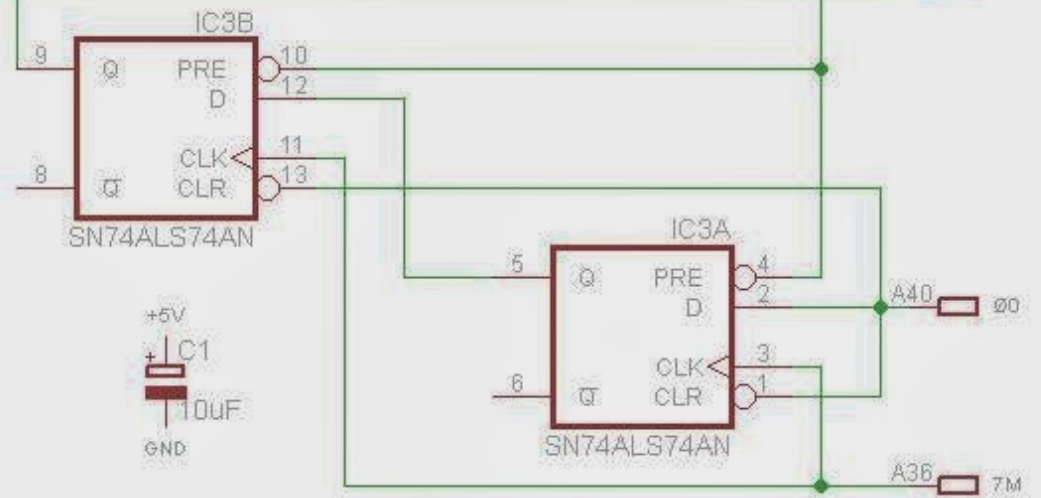 IC3B
9 Q PRE 10
D 12
CLK 11
8 Q̅ CLR 13
SN74ALS74AN
IC3A
5 Q PRE 4
D 2
A40 Ø0
+5V
+ C1
CLK 3
6 Q̅ CLR 1
10uF
GND
SN74ALS74AN
A36 7M